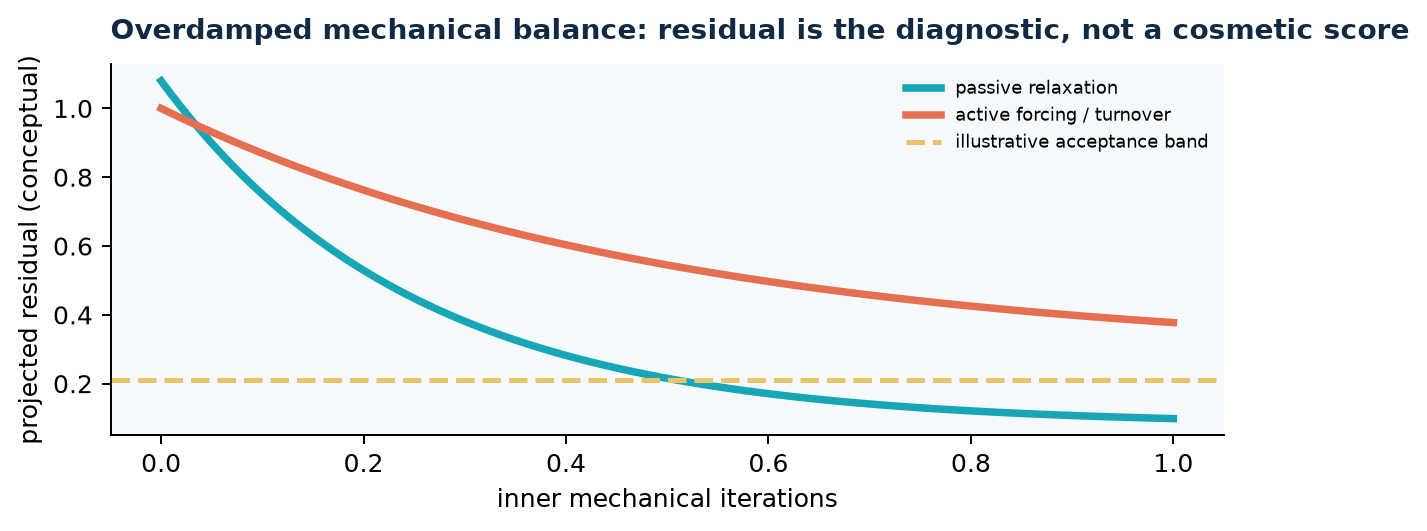 Overdamped mechanical balance: residual is the diagnostic, not a cosmetic score
projected residual (conceptual)
1.0
0.8
0.6
0.4
0.2
passive relaxation
active forcing / turnover
illustrative acceptance band
0.0 0.2 0.4 0.6 0.8 1.0
inner mechanical iterations